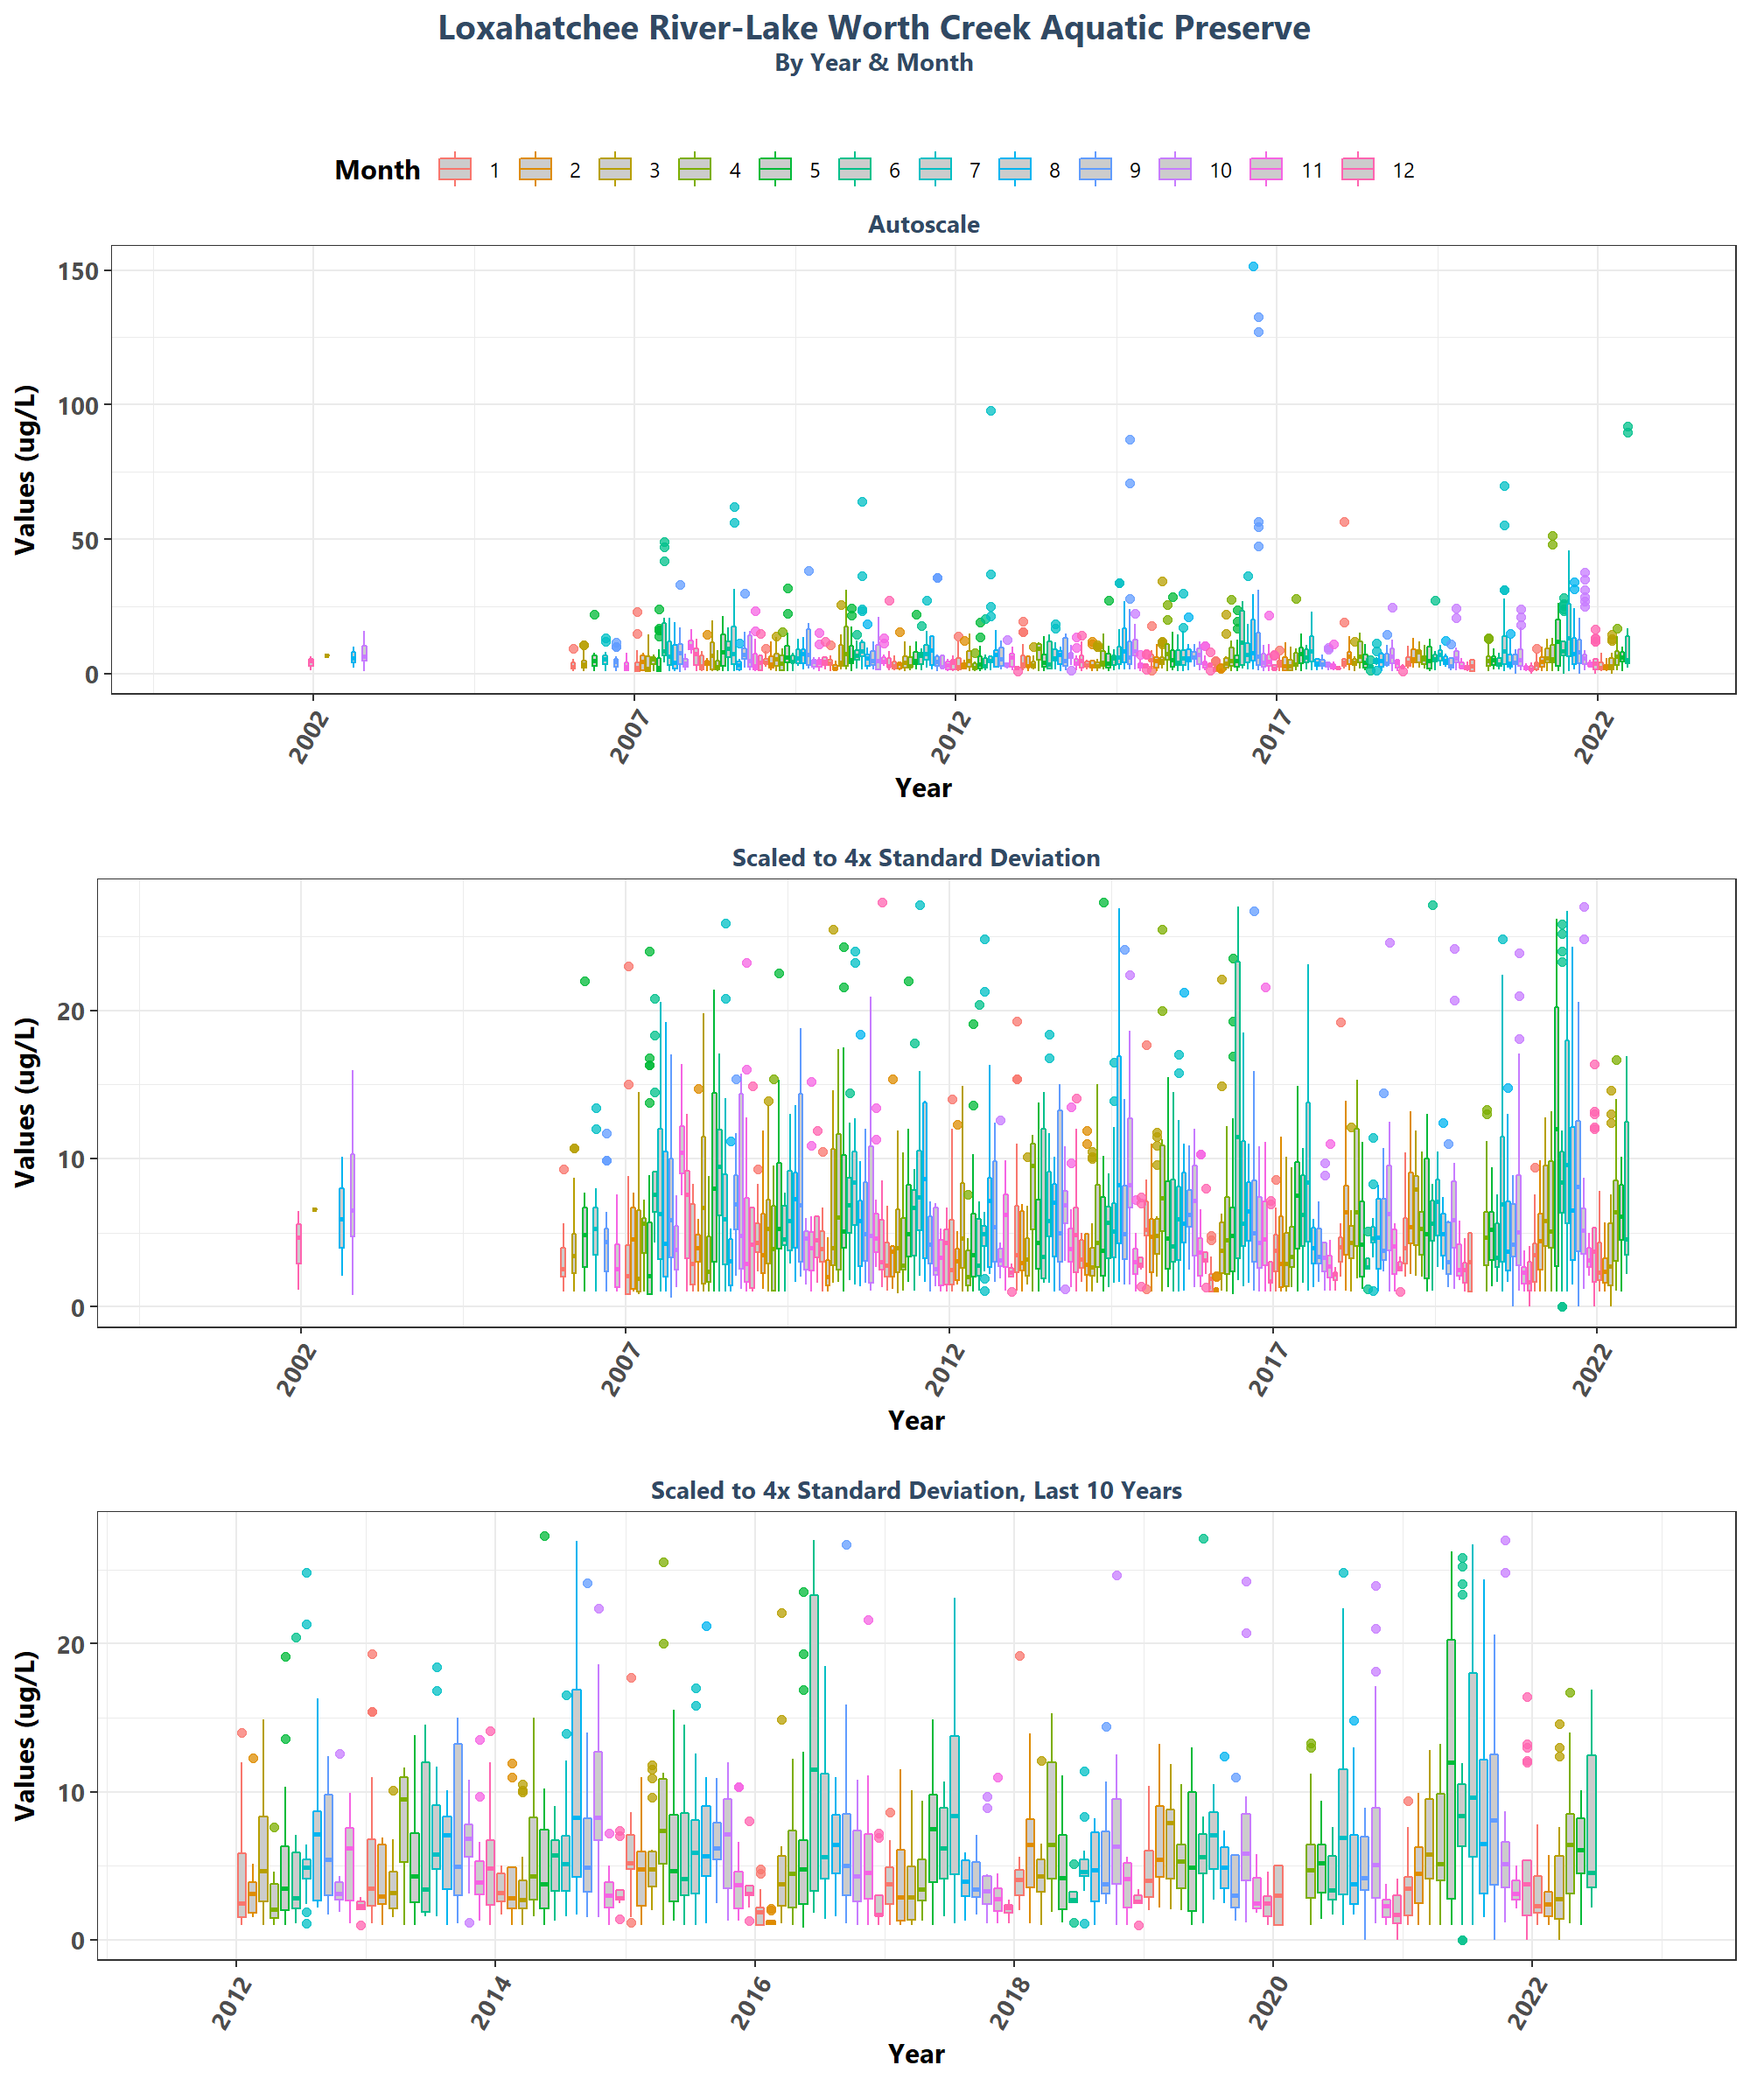 Loxahatchee River-Lake Worth Creek Aquatic Preserve
By Year & Month
Month 1 2 3 4 5 6 7 8 9 10 11 12
Autoscale
Values (ug/L)
150
100
50
0
2002 2007 2012 2017 2022
Year
Scaled to 4x Standard Deviation
Values (ug/L)
20
10
0
2002 2007 2012 2017 2022
Year
Scaled to 4x Standard Deviation, Last 10 Years
Values (ug/L)
20
10
0
2012 2014 2016 2018 2020 2022
Year